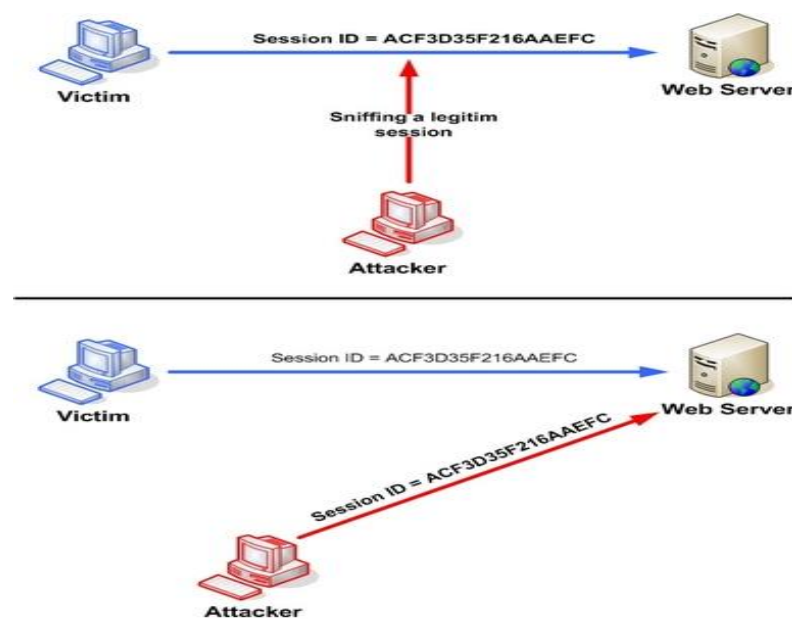 Session ID = ACF3D35F216AAEFC
Victim
Web Server
Sniffing a legitim
session
Attacker
Session ID = ACF3D35F216AAEFC
Victim
Web Server
Session ID = ACF3D35F216AAEFC
Attacker